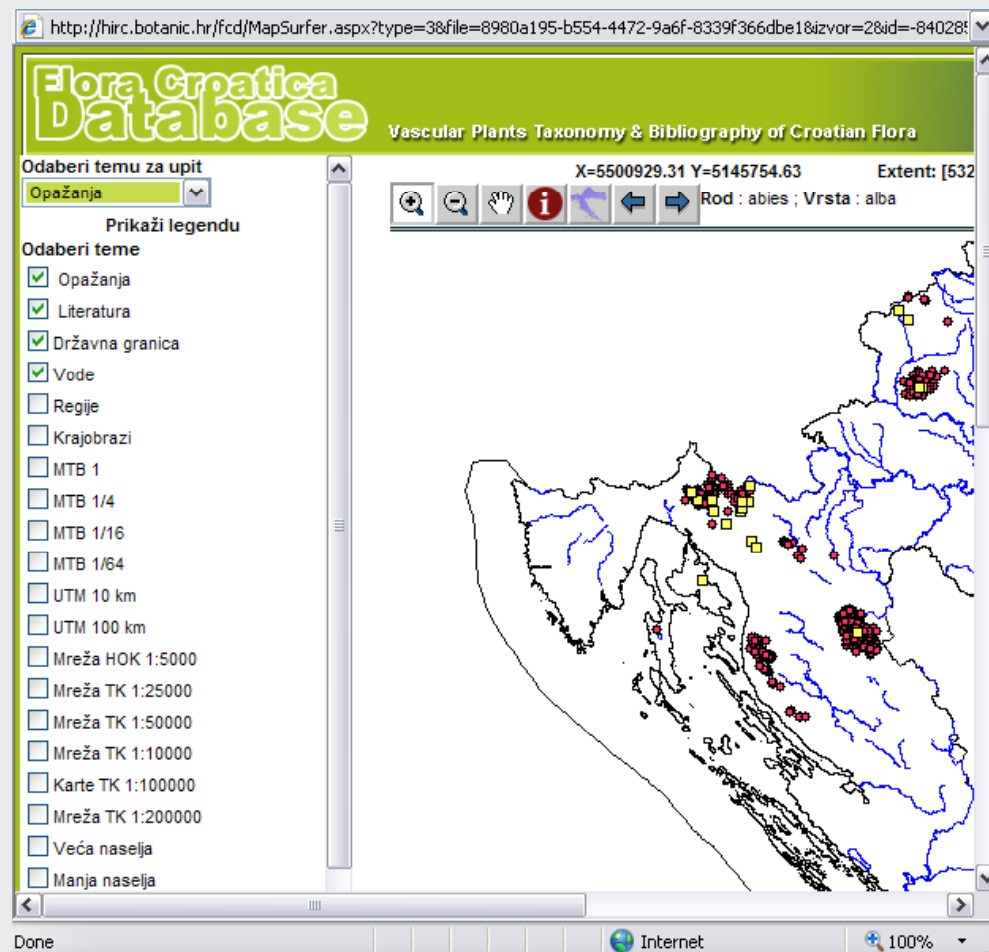 http://hirc.botanic.hr/fcd/MapSurfer.aspx?type=3&file=8980a195-b554-4472-9a6f-8339f366dbe1&izvor=2&id=-840285
Flora Croatica
Database
Vascular Plants Taxonomy & Bibliography of Croatian Flora
Odaberi temu za upit
X=5500929.31 Y=5145754.63 Extent: [532
Opažanja
Rod : abies ; Vrsta : alba
Prikaži legendu
Odaberi teme
Opažanja
Literatura
Državna granica
Vode
Regije
Krajobrazi
MTB 1
MTB 1/4
MTB 1/16
MTB 1/64
UTM 10 km
UTM 100 km
Mreža HOK 1:5000
Mreža TK 1:25000
Mreža TK 1:50000
Mreža TK 1:10000
Karte TK 1:100000
Mreža TK 1:200000
Veća naselja
Manja naselja
Done Internet 100%